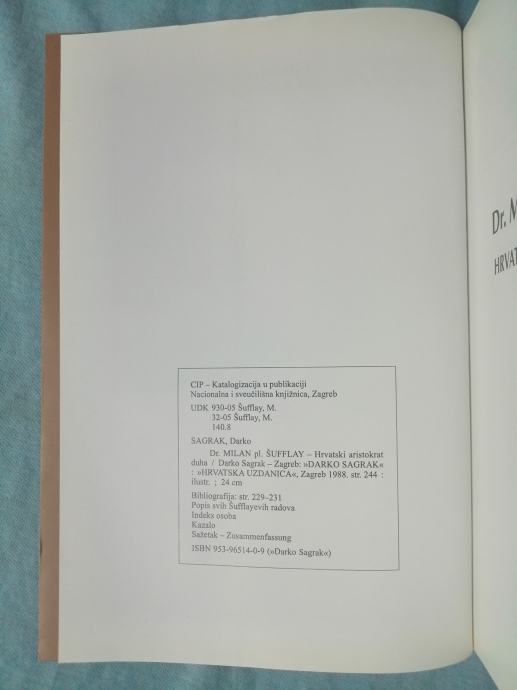 CIP – Katalogizacija u publikaciji
Nacionalna i sveučilišna knjižnica, Zagreb
UDK 930-05 Šufflay, M.
32-05 Šufflay, M.
140.8
SAGRAK, Darko
Dr. MILAN pl. ŠUFFLAY – Hrvatski aristokrat
duha / Darko Sagrak – Zagreb: »DARKO SAGRAK«
: »HRVATSKA UZDANICA«, Zagreb 1988. str. 244 :
ilustr. ; 24 cm
Bibliografija: str. 229–231
Popis svih Šufflayevih radova
Indeks osoba
Kazalo
Sažetak – Zusammenfassung
ISBN 953-96514-0-9 (»Darko Sagrak«)
Dr. M
HRVAT